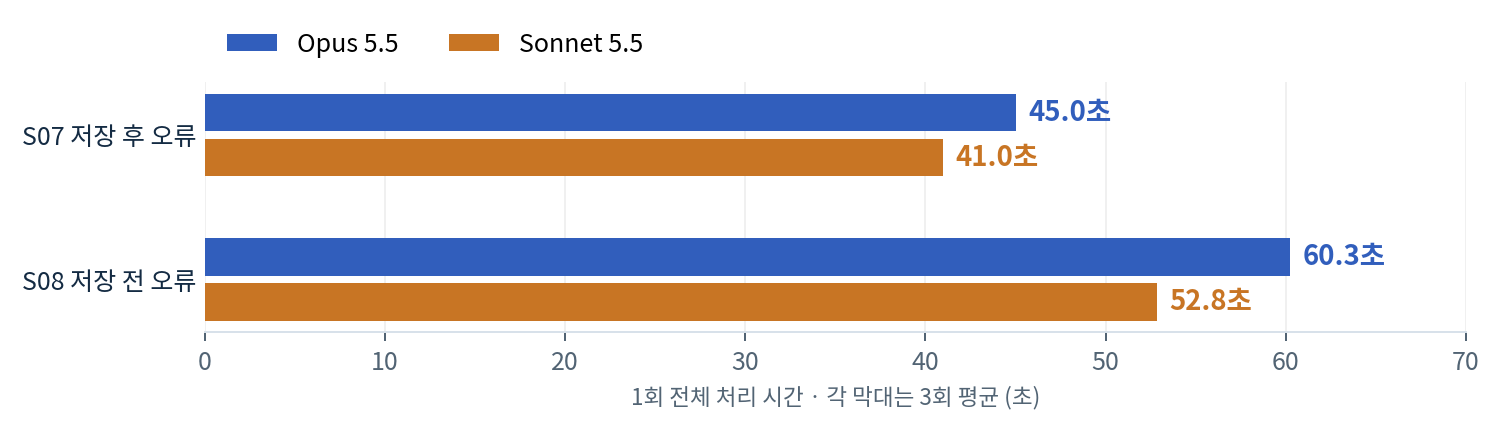 Opus 5.5 Sonnet 5.5
45.0초
S07 저장 후 오류
41.0초
60.3초
S08 저장 전 오류
52.8초
0 10 20 30 40 50 60 70
1회 전체 처리 시간 · 각 막대는 3회 평균 (초)